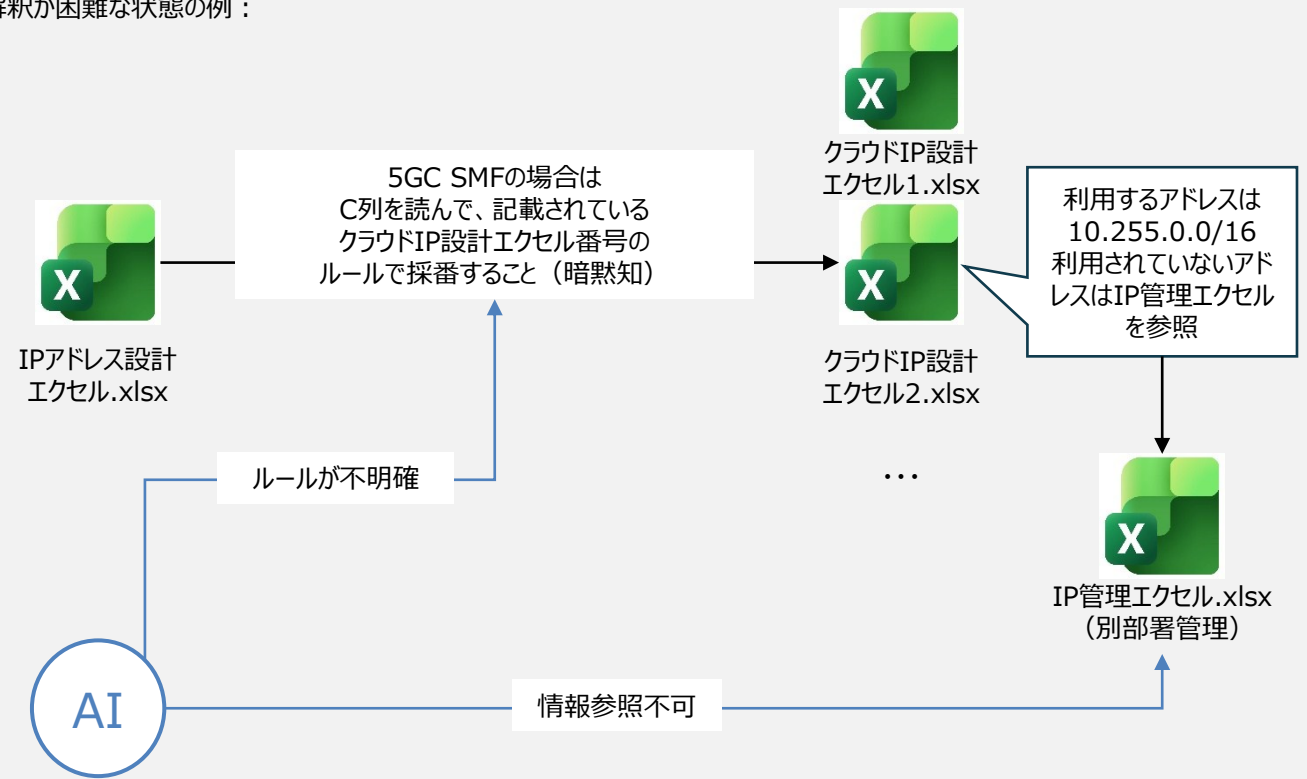 解釈が困難な状態の例：
クラウドIP設計
エクセル1.xlsx
5GC SMFの場合は
C列を読んで、記載されている
クラウドIP設計エクセル番号の
ルールで採番すること（暗黙知）
利用するアドレスは
10.255.0.0/16
利用されていないアド
レスはIP管理エクセル
を参照
IPアドレス設計
エクセル.xlsx
クラウドIP設計
エクセル2.xlsx
ルールが不明確
...
IP管理エクセル.xlsx
（別部署管理）
AI
情報参照不可